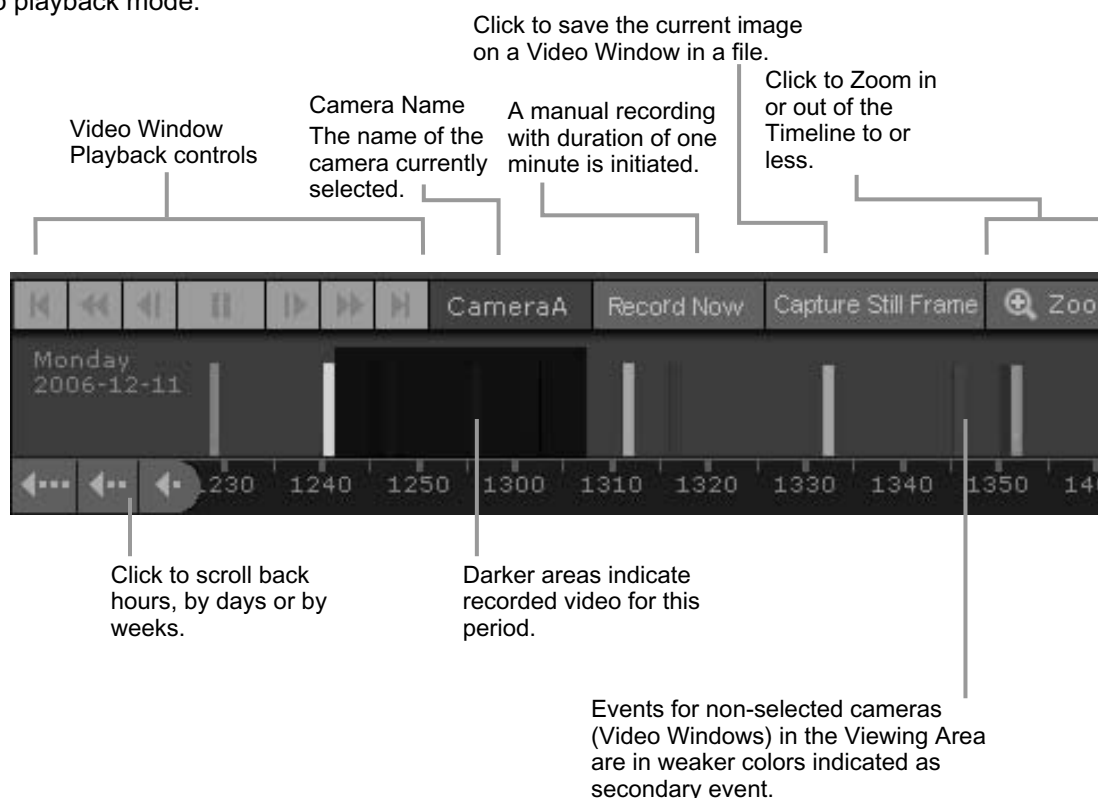 playback mode.
Click to save the current image
on a Video Window in a file.
Click to Zoom in
or out of the
Timeline to or
less.
Camera Name
The name of the
camera currently
selected.
A manual recording
with duration of one
minute is initiated.
Video Window
Playback controls
CameraA
Record Now
Capture Still Frame
Zoo
Monday
2006-12-11
1230 1240 1250 1300 1310 1320 1330 1340 1350 14
Click to scroll back
hours, by days or by
weeks.
Darker areas indicate
recorded video for this
period.
Events for non-selected cameras
(Video Windows) in the Viewing Area
are in weaker colors indicated as
secondary event.